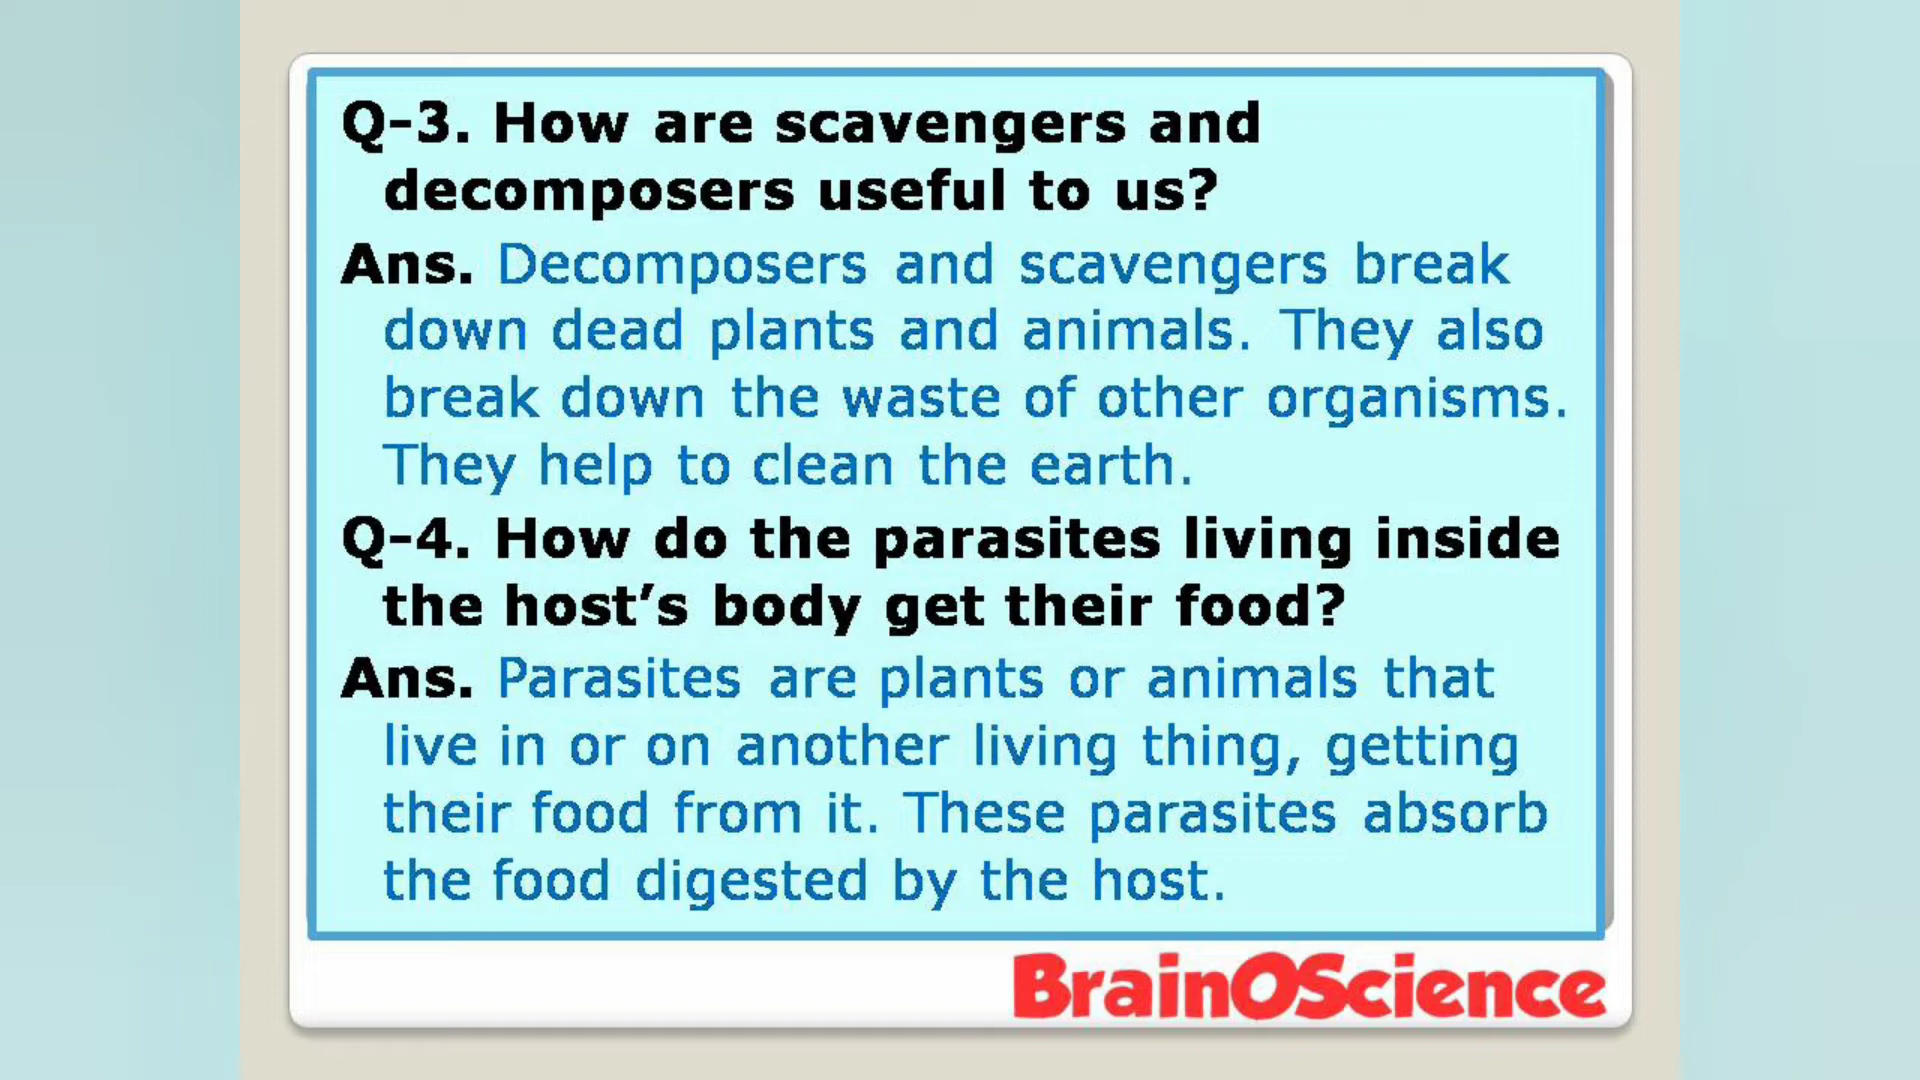 Q-3. How are scavengers and
decomposers useful to us?
Ans. Decomposers and scavengers break
down dead plants and animals. They also
break down the waste of other organisms.
They help to clean the earth.
Q-4. How do the parasites living inside
the host’s body get their food?
Ans. Parasites are plants or animals that
live in or on another living thing, getting
their food from it. These parasites absorb
the food digested by the host.
BrainOScience